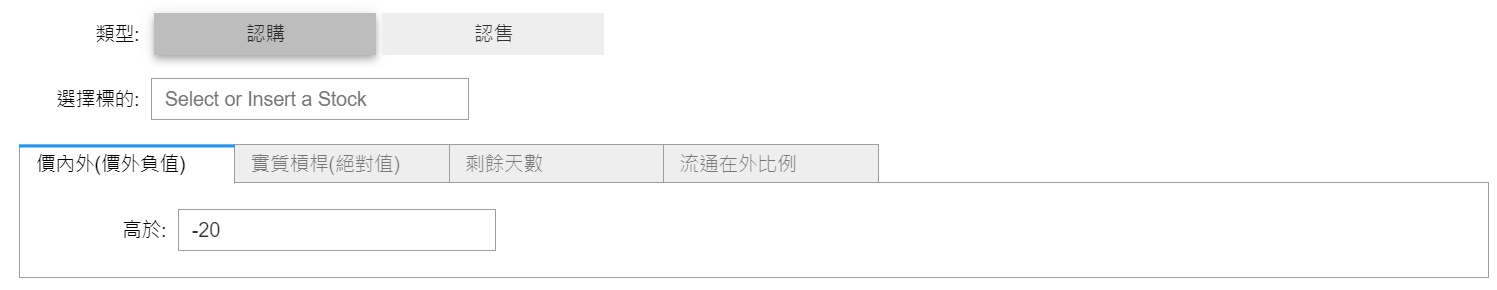 類型: 認購 認售
選擇標的: Select or Insert a Stock
價內外(價外負值) 實質槓桿(絕對值) 剩餘天數 流通在外比例
高於: -20